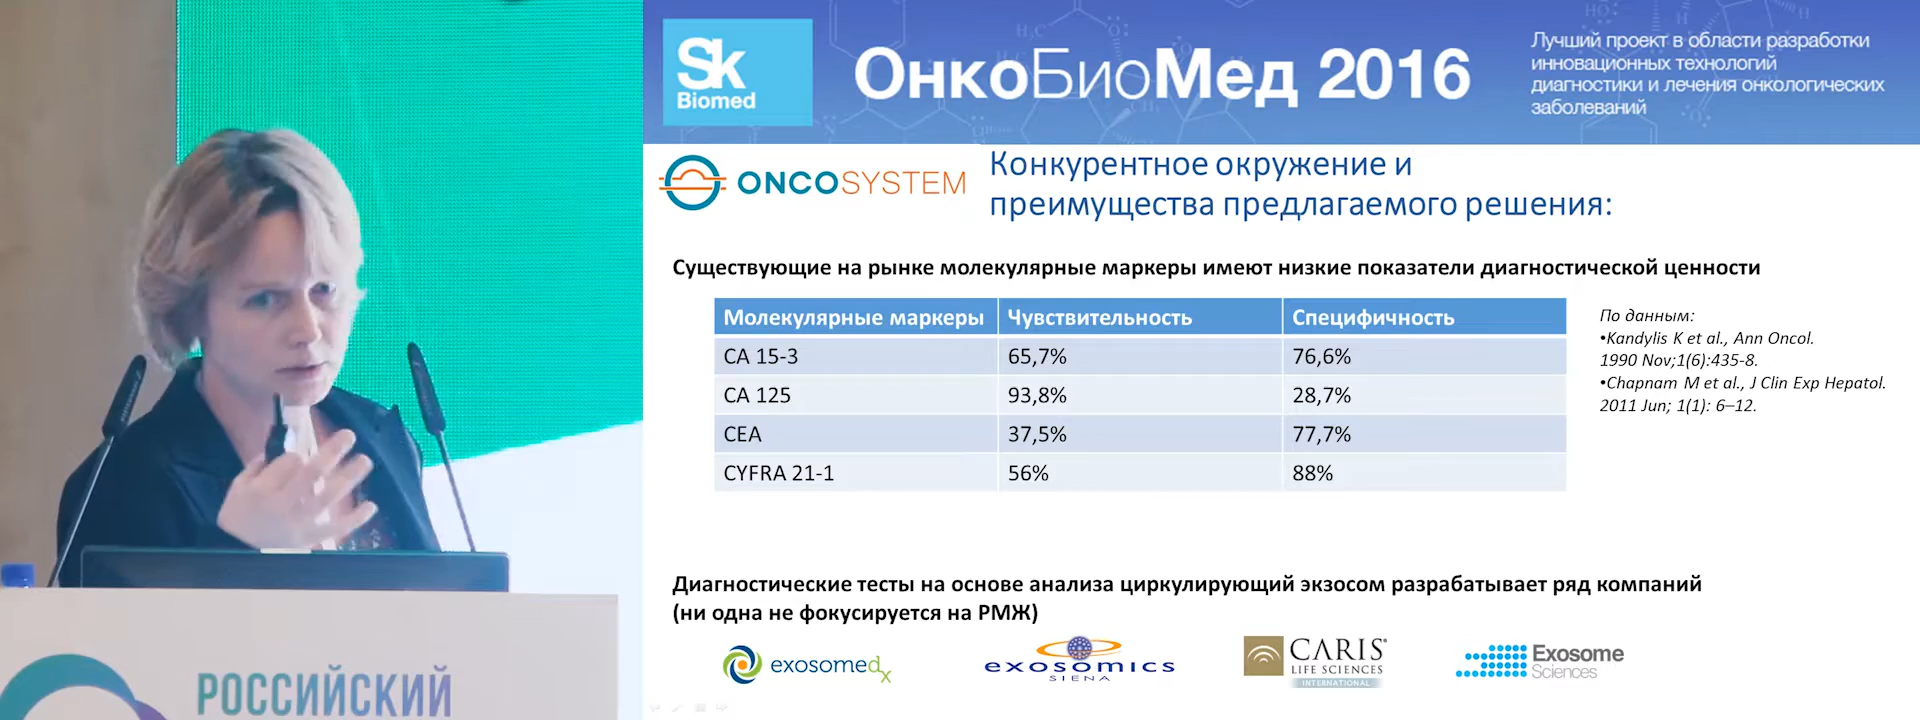 Sk
Biomed
ОнкоБиоМед 2016
Лучший проект в области разработки
инновационных технологий
диагностики и лечения онкологических
заболеваний
ONCOSYSTEM
Конкурентное окружение и
преимущества предлагаемого решения:
Существующие на рынке молекулярные маркеры имеют низкие показатели диагностической ценности
Молекулярные маркеры Чувствительность Специфичность
CA 15-3 65,7% 76,6%
CA 125 93,8% 28,7%
CEA 37,5% 77,7%
CYFRA 21-1 56% 88%
По данным:
•Kandylis K et al., Ann Oncol.
1990 Nov;1(6):435-8.
•Chapnam M et al., J Clin Exp Hepatol.
2011 Jun; 1(1): 6–12.
Диагностические тесты на основе анализа циркулирующий экзосом разрабатывает ряд компаний
(ни одна не фокусируется на РМЖ)
exosomedx
exosomics
SIENA
CARIS
LIFE SCIENCES
INTERNATIONAL
Exosome
Sciences
РОССИЙСКИЙ